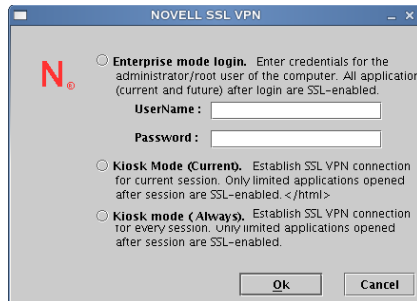 NOVELL SSL VPN
N®
Enterprise mode login. Enter credentials for the
administrator/root user of the computer. All application
(current and future) after login are SSL-enabled.
UserName :
Password :
Kiosk Mode (Current). Establish SSL VPN connection
for current session. Only limited applications opened
after session are SSL-enabled. </html>
Kiosk mode ( Always). Establish SSL VPN connection
for every session. Only limited applications opened
after session are SSL-enabled.
Ok Cancel